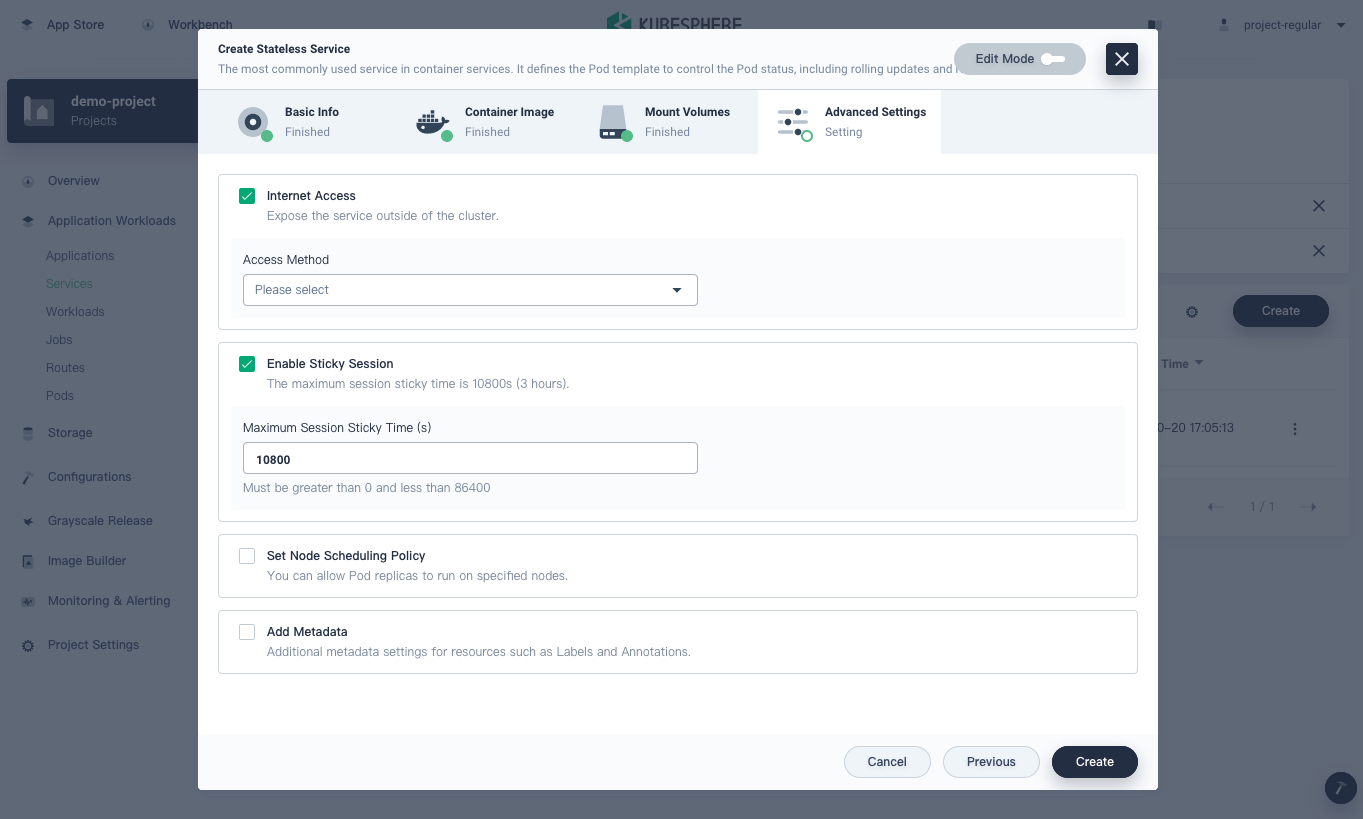 App Store
Workbench
KUBESPHERE
project-regular
demo-project
Projects
Overview
Application Workloads
Applications
Services
Workloads
Jobs
Routes
Pods
Storage
Configurations
Grayscale Release
Image Builder
Monitoring & Alerting
Project Settings
Create Stateless Service
The most commonly used service in container services. It defines the Pod template to control the Pod status, including rolling updates and
Edit Mode
Basic Info
Finished
Container Image
Finished
Mount Volumes
Finished
Advanced Settings
Setting
Internet Access
Expose the service outside of the cluster.
Access Method
Please select
Enable Sticky Session
The maximum session sticky time is 10800s (3 hours).
Maximum Session Sticky Time (s)
10800
Must be greater than 0 and less than 86400
Set Node Scheduling Policy
You can allow Pod replicas to run on specified nodes.
Add Metadata
Additional metadata settings for resources such as Labels and Annotations.
Cancel
Previous
Create
Create
Time
0-20 17:05:13
1 / 1